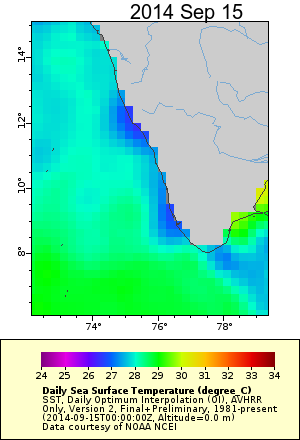 2014 Sep 15
14°
12°
10°
8°
74°
76°
78°
24 25 26 27 28 29 30 31 32 33 34
Daily Sea Surface Temperature (degree_C)
SST, Daily Optimum Interpolation (OI), AVHRR
Only, Version 2, Final+Preliminary, 1981-present
(2014-09-15T00:00:00Z, Altitude=0.0 m)
Data courtesy of NOAA NCEI